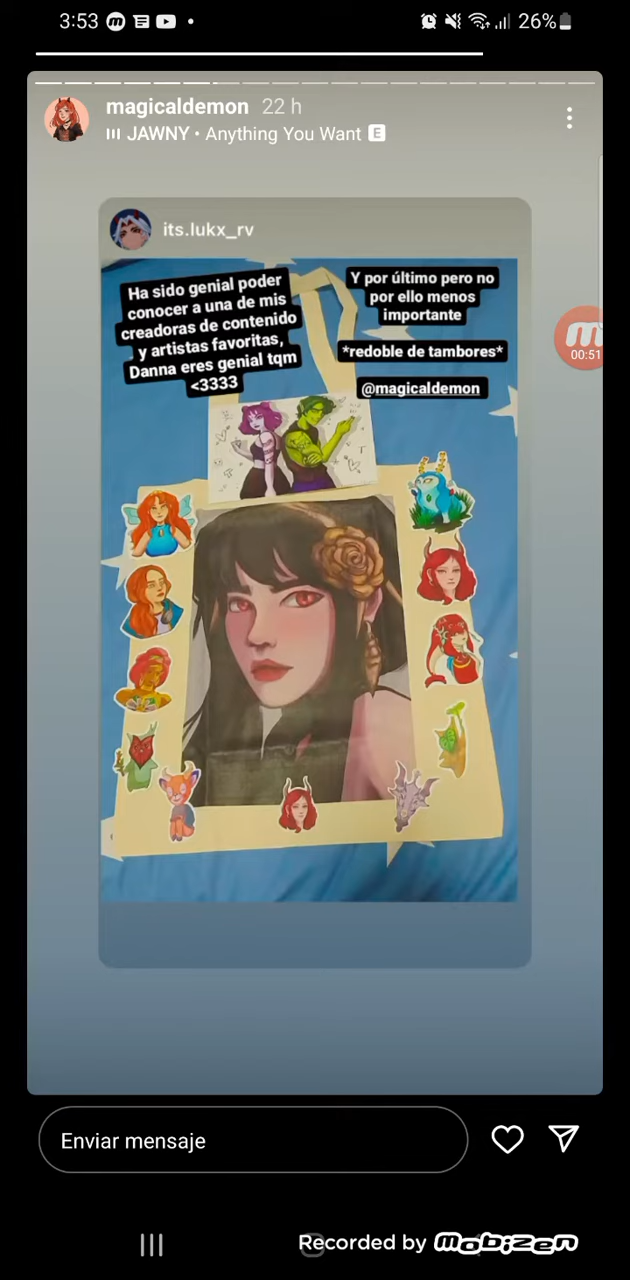 3:53
26%
magicaldemon 22 h
JAWNY • Anything You Want E
its.lukx_rv
Ha sido genial poder
conocer a una de mis
creadoras de contenido
y artistas favoritas,
Danna eres genial tqm
<3333
Y por último pero no
por ello menos
importante
*redoble de tambores*
@magicaldemon
00:51
Enviar mensaje
Recorded by Mobizen